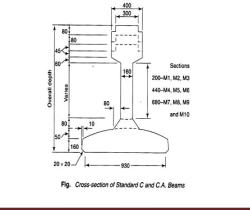 400
300
80
80
45
60
160
Overall depth
Varies
Sections
200–M1, M2, M3
440–M4, M5, M6
680–M7, M8, M9
and M10
80
80
10
50
160
20 x 20
930
Fig. Cross-section of Standard C and C.A. Beams